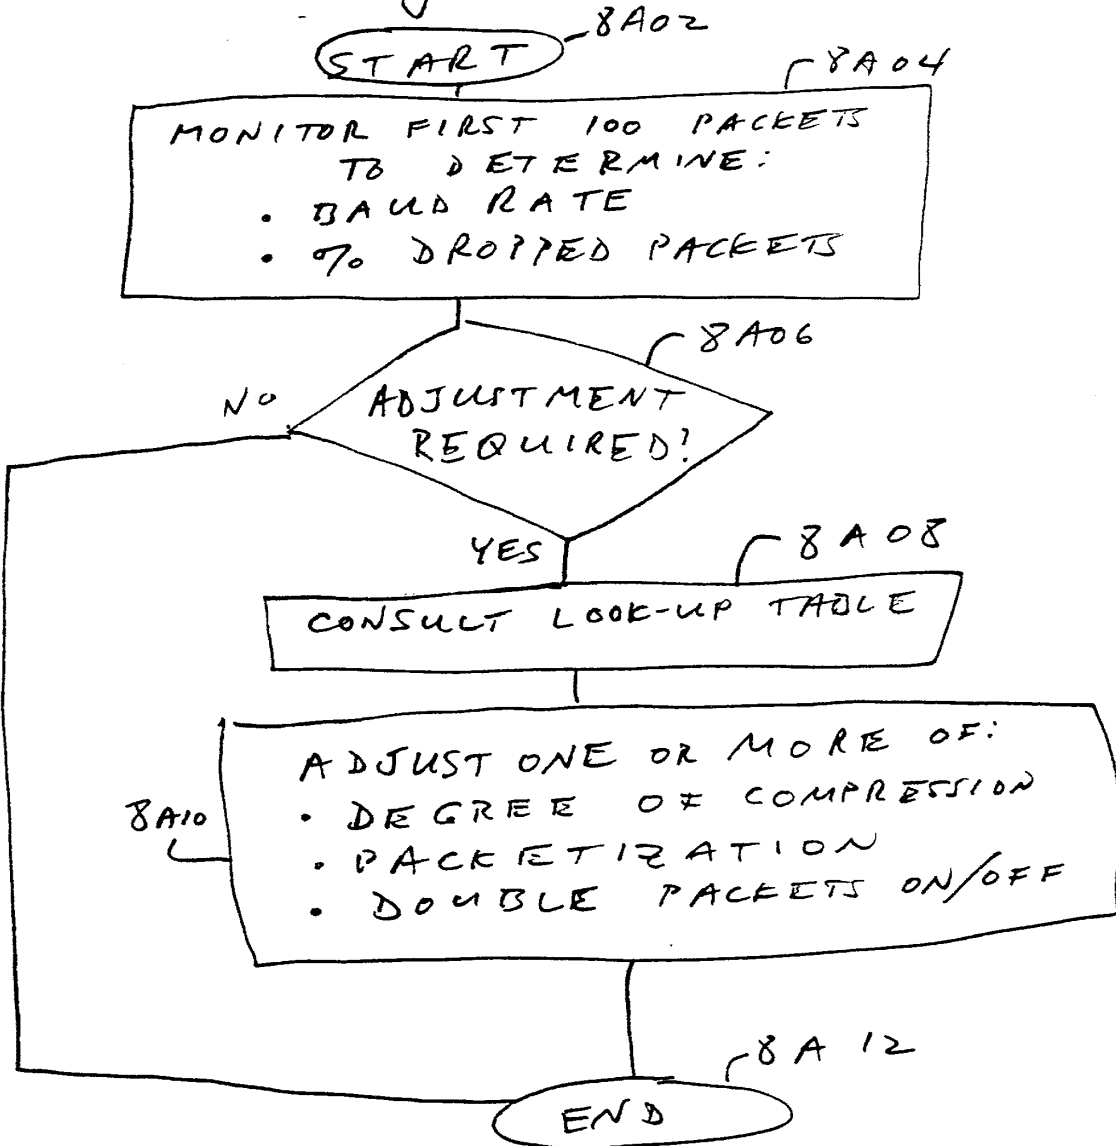 8A02
START
8A04
MONITOR FIRST 100 PACKETS
TO DETERMINE:
• BAUD RATE
• % DROPPED PACKETS
8A06
NO
ADJUSTMENT
REQUIRED?
YES
8A08
CONSULT LOOK-UP TABLE
ADJUST ONE OR MORE OF:
8A10
• DEGREE OF COMPRESSION
• PACKETIZATION
• DOUBLE PACKETS ON/OFF
8A12
END